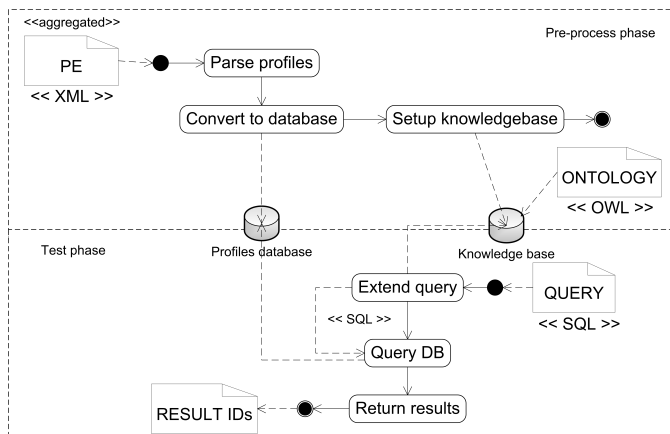 <<aggregated>>
Pre-process phase
PE
<< XML >>
Parse profiles
Convert to database
Setup knowledgebase
ONTOLOGY
<< OWL >>
Test phase
Profiles database
Knowledge base
Extend query
QUERY
<< SQL >>
<< SQL >>
Query DB
RESULT IDs
Return results